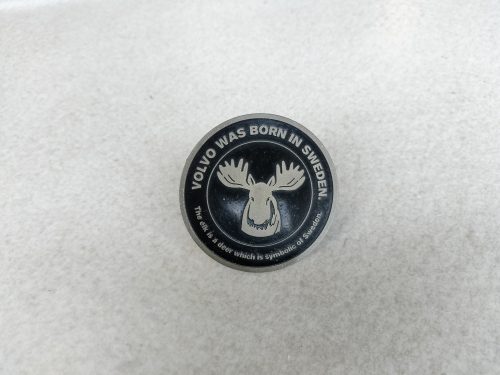 VOLVO WAS BORN IN SWEDEN.
The elk is a deer which is symbolic of Sweden.